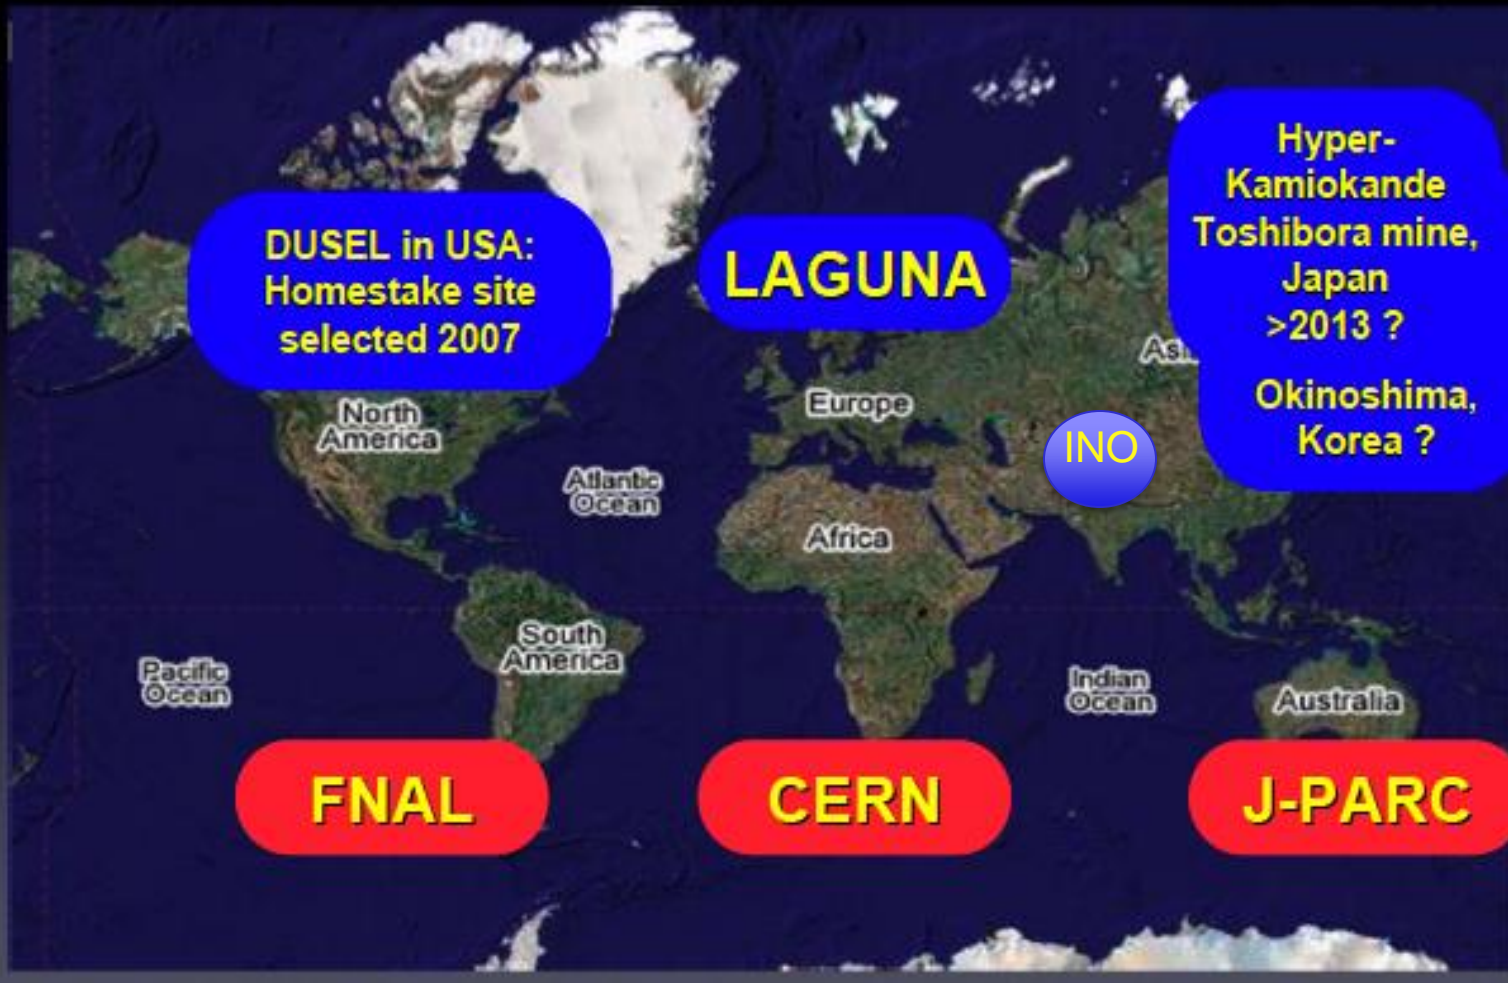 DUSEL in USA:
Homestake site
selected 2007
LAGUNA
Hyper-
Kamiokande
Toshibora mine,
Japan
>2013 ?
Okinoshima,
Korea ?
INO
North
America
Europe
Atlantic
Ocean
Africa
South
America
Pacific
Ocean
Indian
Ocean
Australia
FNAL
CERN
J-PARC